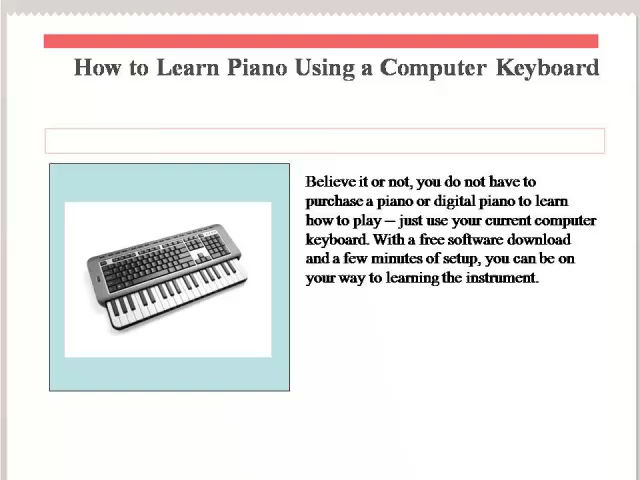 How to Learn Piano Using a Computer Keyboard
Believe it or not, you do not have to
purchase a piano or digital piano to learn
how to play – just use your current computer
keyboard. With a free software download
and a few minutes of setup, you can be on
your way to learning the instrument.